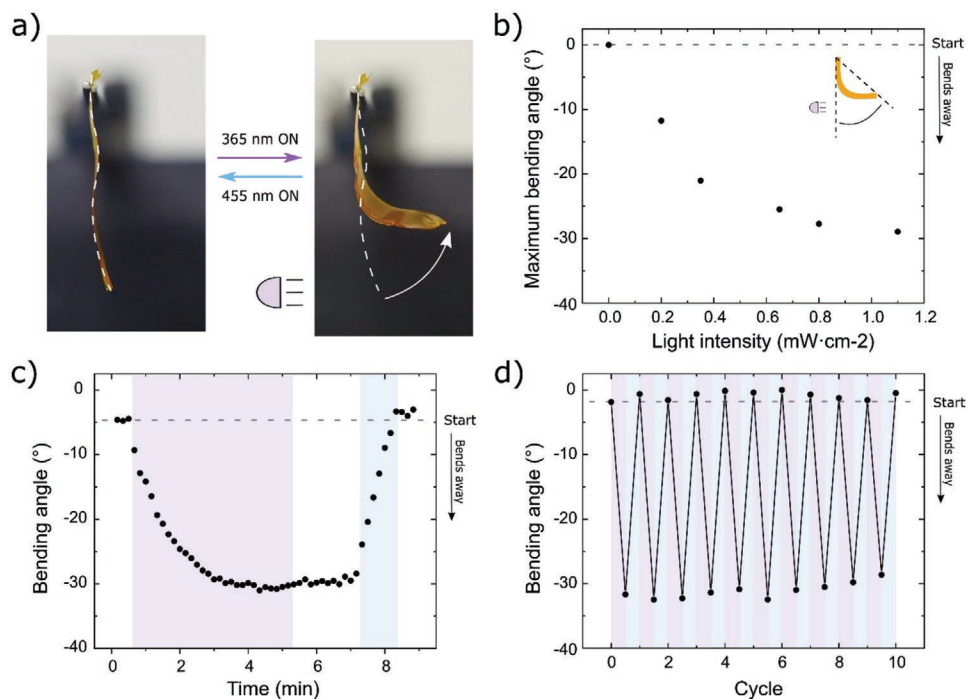 a)
365 nm ON
455 nm ON
b)
0
-10
-20
-30
-40
Maximum bending angle (°)
0.0 0.2 0.4 0.6 0.8 1.0 1.2
Light intensity (mW·cm-2)
Start
Bends away
c)
0
-10
-20
-30
-40
Bending angle (°)
0 2 4 6 8
Time (min)
Start
Bends away
d)
0
-10
-20
-30
-40
Bending angle (°)
0 2 4 6 8 10
Cycle
Start
Bends away